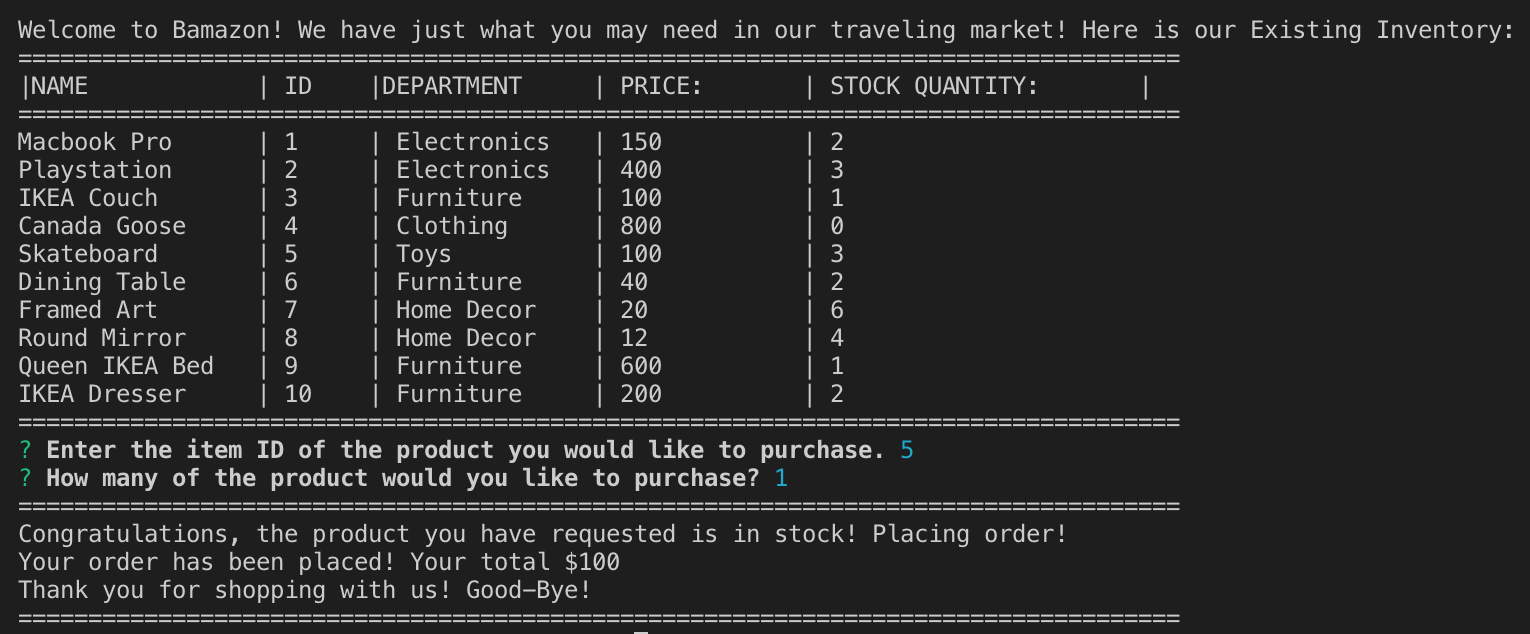 Welcome to Bamazon! We have just what you may need in our traveling market! Here is our Existing Inventory:
===================================================================================
|NAME            | ID    |DEPARTMENT     | PRICE:       | STOCK QUANTITY:       |
===================================================================================
Macbook Pro      | 1     | Electronics   | 150          | 2
Playstation      | 2     | Electronics   | 400          | 3
IKEA Couch       | 3     | Furniture     | 100          | 1
Canada Goose     | 4     | Clothing      | 800          | 0
Skateboard       | 5     | Toys          | 100          | 3
Dining Table     | 6     | Furniture     | 40           | 2
Framed Art       | 7     | Home Decor    | 20           | 6
Round Mirror     | 8     | Home Decor    | 12           | 4
Queen IKEA Bed   | 9     | Furniture     | 600          | 1
IKEA Dresser     | 10    | Furniture     | 200          | 2
===================================================================================
? Enter the item ID of the product you would like to purchase. 5
? How many of the product would you like to purchase? 1
===================================================================================
Congratulations, the product you have requested is in stock! Placing order!
Your order has been placed! Your total $100
Thank you for shopping with us! Good-Bye!
===================================================================================